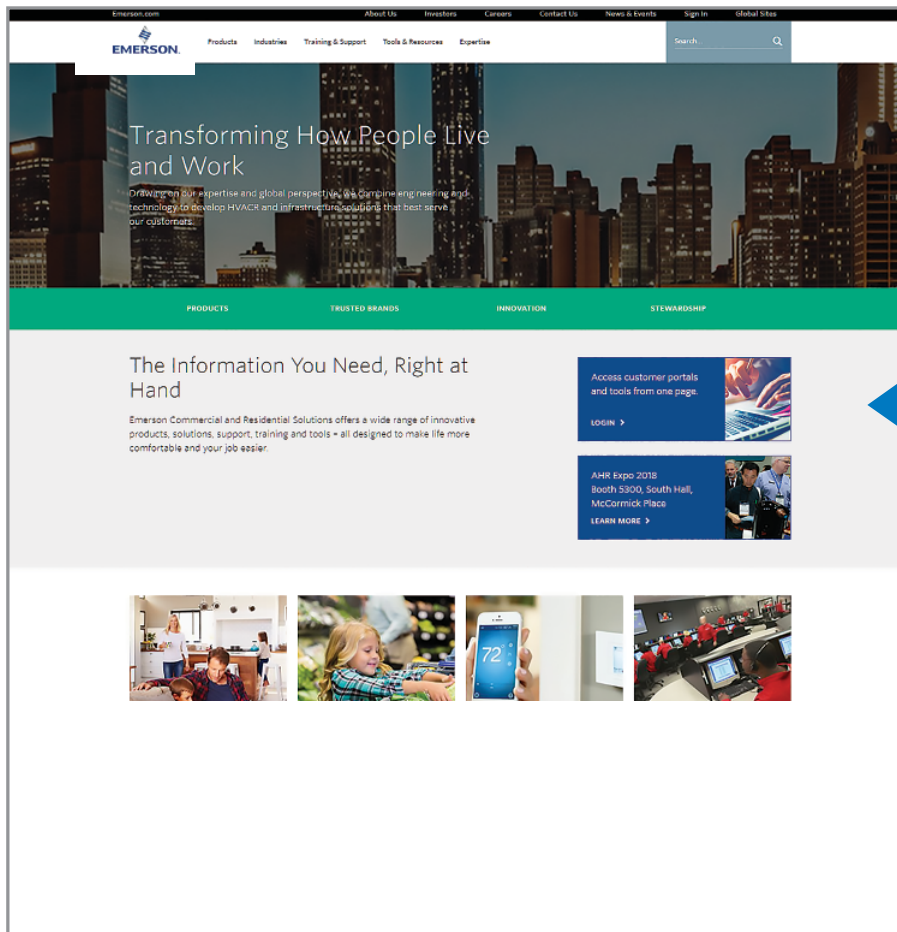 Emerson.com About Us Investors Careers Contact Us News & Events Sign In Global Sites
EMERSON. Products Industries Training & Support Tools & Resources Expertise Search...
Transforming How People Live
and Work
Drawing on our expertise and global perspective, we combine engineering and
technology to develop HVACR and infrastructure solutions that best serve
our customers.
PRODUCTS TRUSTED BRANDS INNOVATION STEWARDSHIP
The Information You Need, Right at
Hand
Emerson Commercial and Residential Solutions offers a wide range of innovative
products, solutions, support, training and tools – all designed to make life more
comfortable and your job easier.
Access customer portals
and tools from one page.
LOGIN >
AHR Expo 2018
Booth 5300, South Hall,
McCormick Place
LEARN MORE >
72°